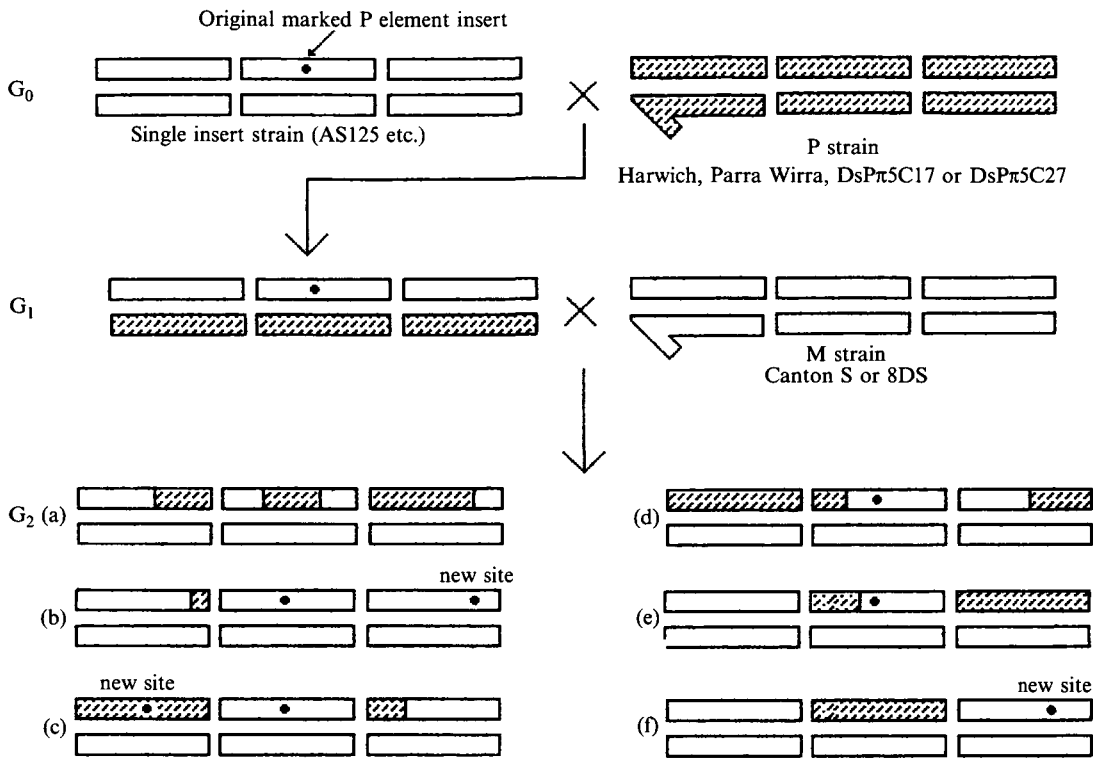 Original marked P element insert
G₀
Single insert strain (AS125 etc.)
P strain
Harwich, Parra Wirra, DsPπ5C17 or DsPπ5C27
G₁
M strain
Canton S or 8DS
G₂ (a)
(d)
new site
(b)
(e)
new site
(c)
new site
(f)